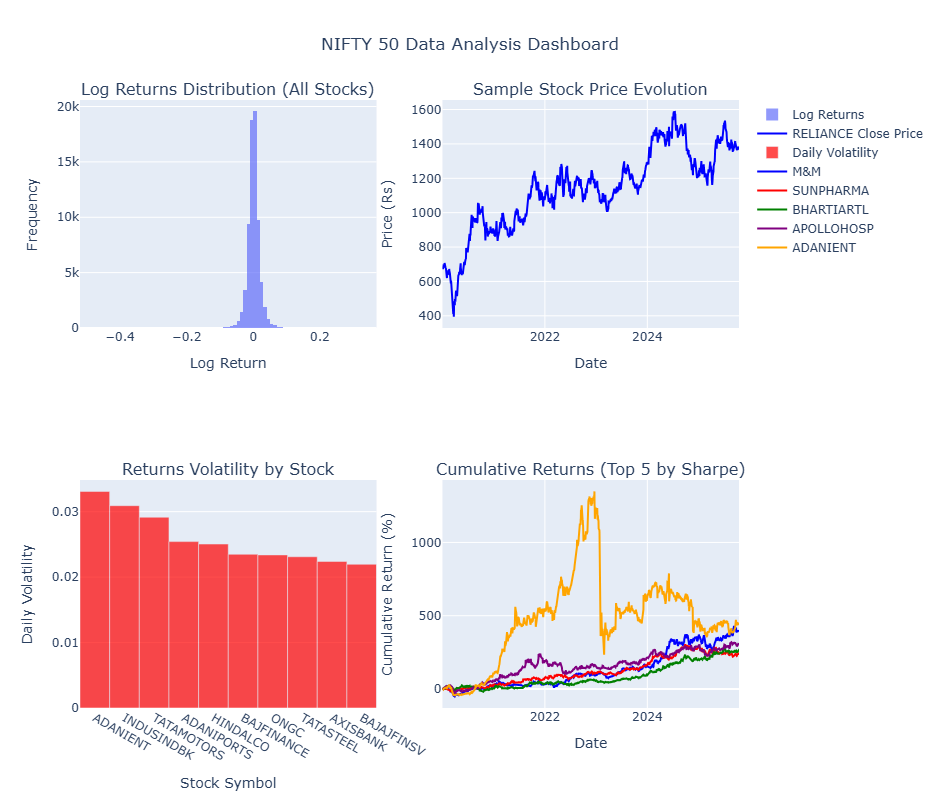 NIFTY 50 Data Analysis Dashboard
Log Returns Distribution (All Stocks)
20k
15k
10k
5k
0
Frequency
−0.4
−0.2
0
0.2
Log Return
Sample Stock Price Evolution
1600
1400
1200
1000
800
600
400
Price (Rs)
2022
2024
Date
Log Returns
RELIANCE Close Price
Daily Volatility
M&M
SUNPHARMA
BHARTIARTL
APOLLOHOSP
ADANIENT
Returns Volatility by Stock
0.03
0.02
0.01
0
Daily Volatility
ADANIENT
INDUSINDBK
TATAMOTORS
ADANIPORTS
HINDALCO
BAJFINANCE
ONGC
TATASTEEL
AXISBANK
BAJAJFINSV
Stock Symbol
Cumulative Returns (Top 5 by Sharpe)
1000
500
0
Cumulative Return (%)
2022
2024
Date